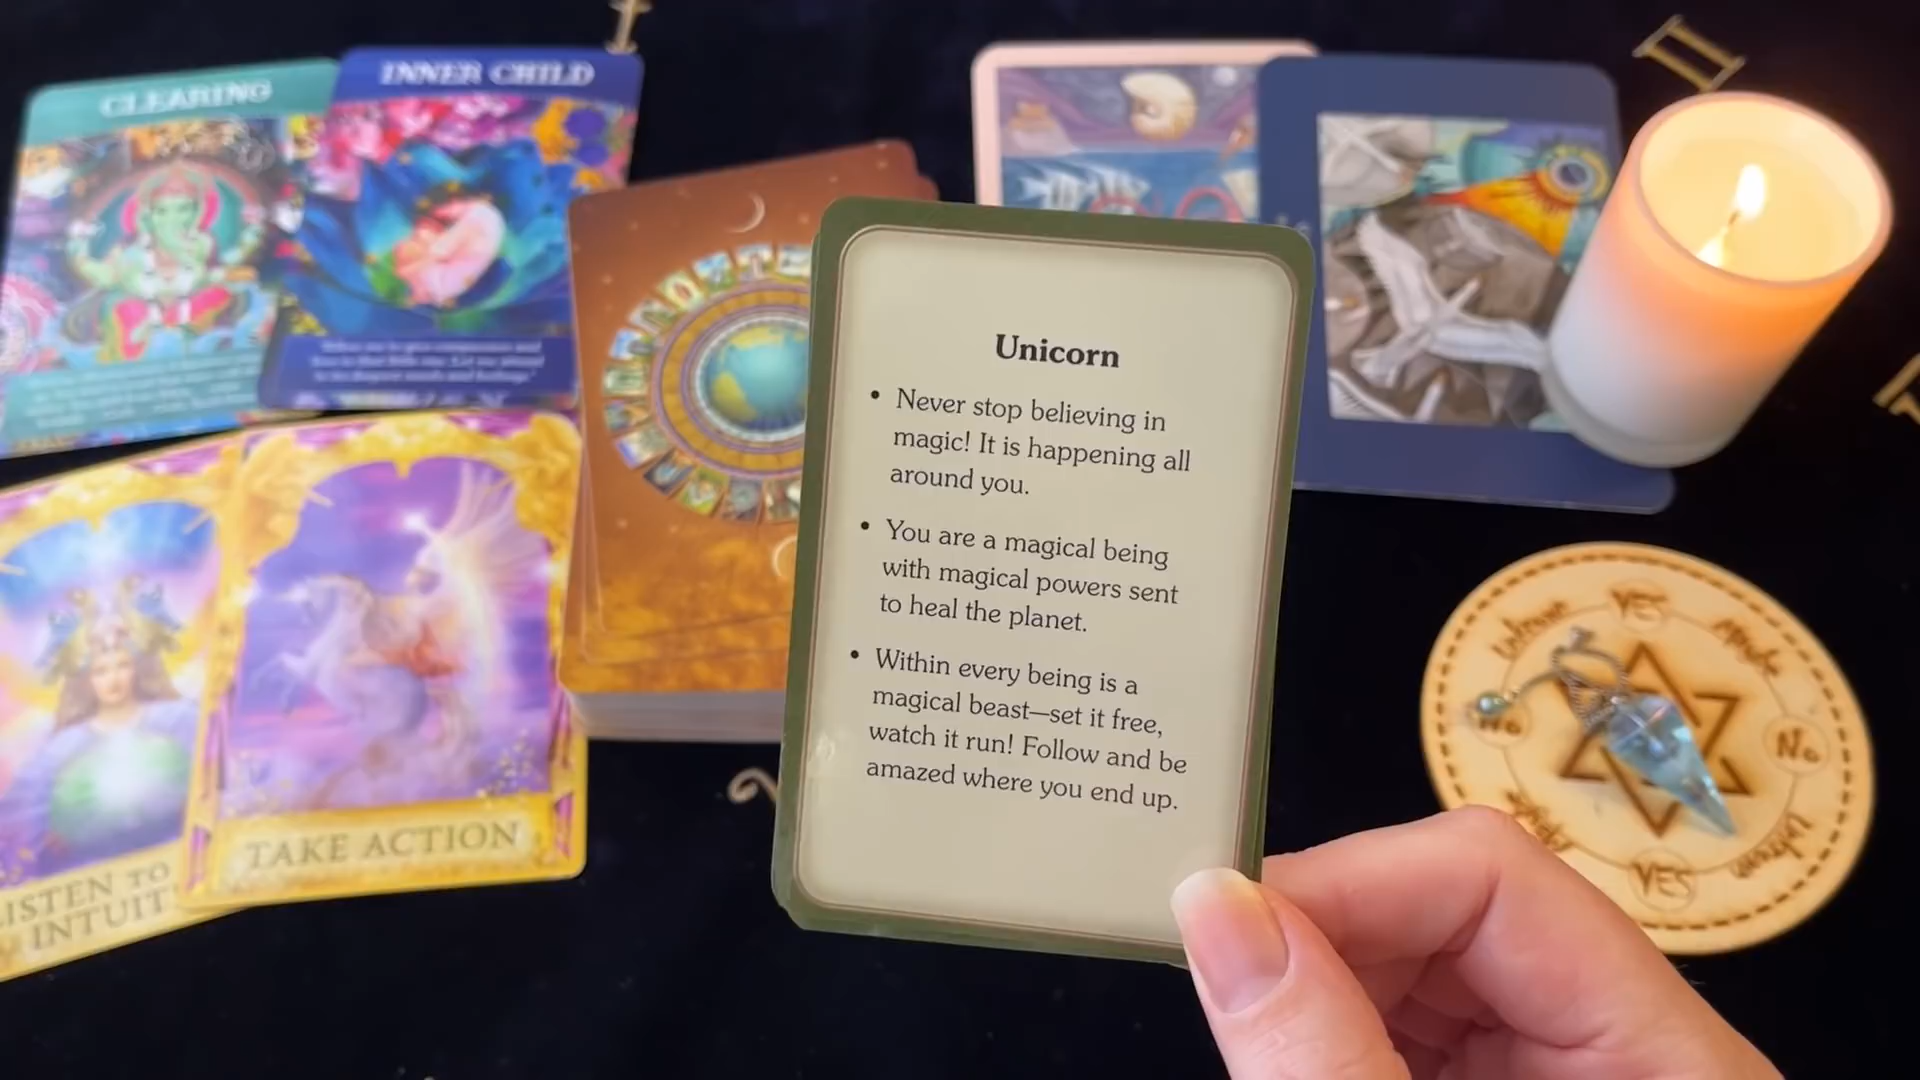 CLEARING
INNER CHILD
Unicorn
• Never stop believing in
magic! It is happening all
around you.
• You are a magical being
with magical powers sent
to heal the planet.
• Within every being is a
magical beast—set it free,
watch it run! Follow and be
amazed where you end up.
TAKE ACTION
LISTEN TO
INTUIT
YES
No
No
YES
I
II